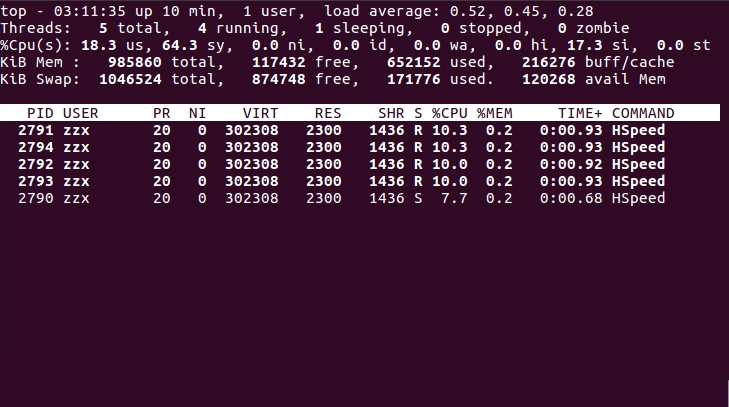 top - 03:11:35 up 10 min,  1 user,  load average: 0.52, 0.45, 0.28
Threads:   5 total,   4 running,   1 sleeping,   0 stopped,   0 zombie
%Cpu(s): 18.3 us, 64.3 sy,  0.0 ni,  0.0 id,  0.0 wa,  0.0 hi, 17.3 si,  0.0 st
KiB Mem :   985860 total,   117432 free,   652152 used,   216276 buff/cache
KiB Swap:  1046524 total,   874748 free,   171776 used.   120268 avail Mem
PID USER      PR  NI    VIRT    RES    SHR S %CPU %MEM     TIME+ COMMAND
2791 zzx       20   0  302308   2300   1436 R 10.3  0.2   0:00.93 HSpeed
2794 zzx       20   0  302308   2300   1436 R 10.3  0.2   0:00.93 HSpeed
2792 zzx       20   0  302308   2300   1436 R 10.0  0.2   0:00.92 HSpeed
2793 zzx       20   0  302308   2300   1436 R 10.0  0.2   0:00.93 HSpeed
2790 zzx       20   0  302308   2300   1436 S  7.7  0.2   0:00.68 HSpeed